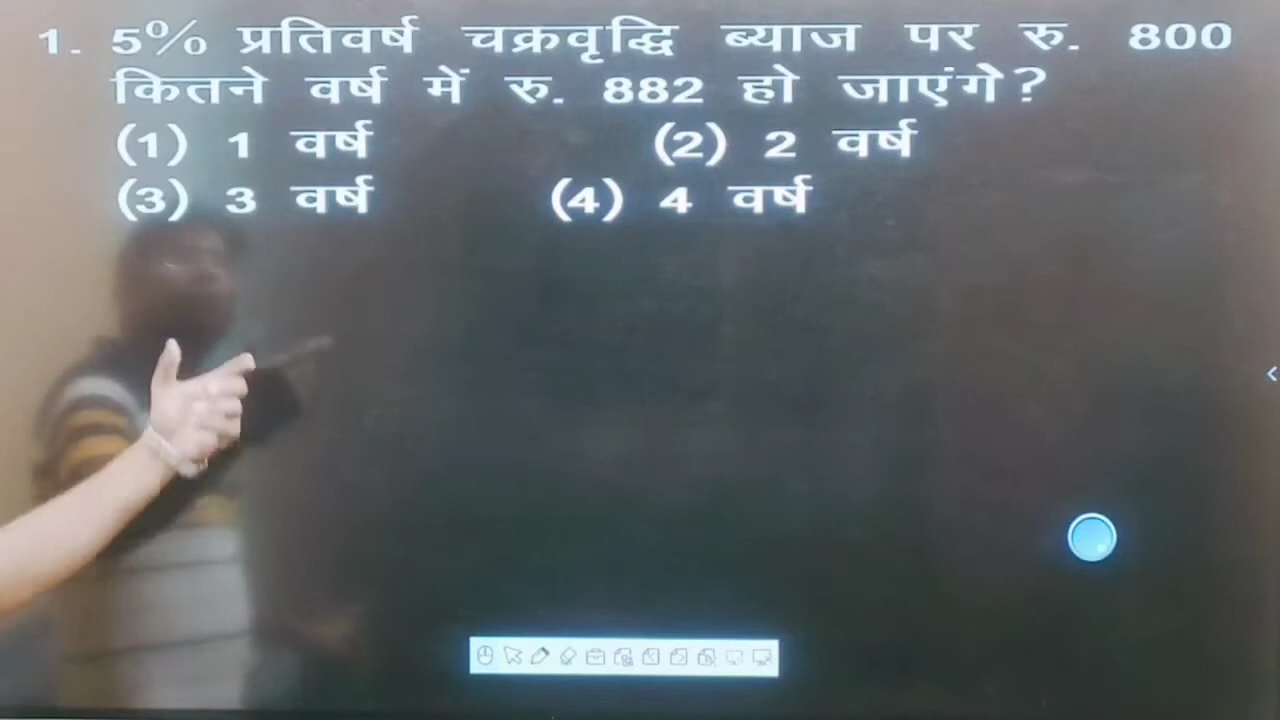 1. 5% प्रतिवर्ष चक्रवृद्धि ब्याज पर रु. 800
कितने वर्ष में रु. 882 हो जाएंगे?
(1) 1 वर्ष (2) 2 वर्ष
(3) 3 वर्ष (4) 4 वर्ष